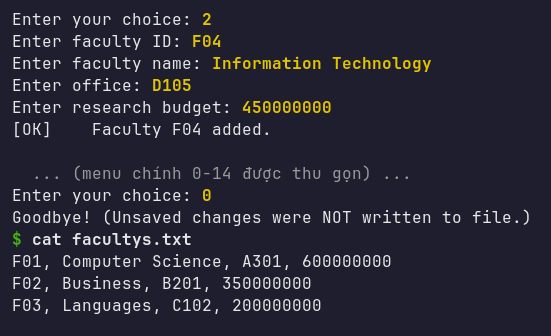 Enter your choice: 2
Enter faculty ID: F04
Enter faculty name: Information Technology
Enter office: D105
Enter research budget: 450000000
[OK]    Faculty F04 added.

  ... (menu chính 0-14 được thu gọn) ...
Enter your choice: 0
Goodbye! (Unsaved changes were NOT written to file.)
$ cat facultys.txt
F01, Computer Science, A301, 600000000
F02, Business, B201, 350000000
F03, Languages, C102, 200000000